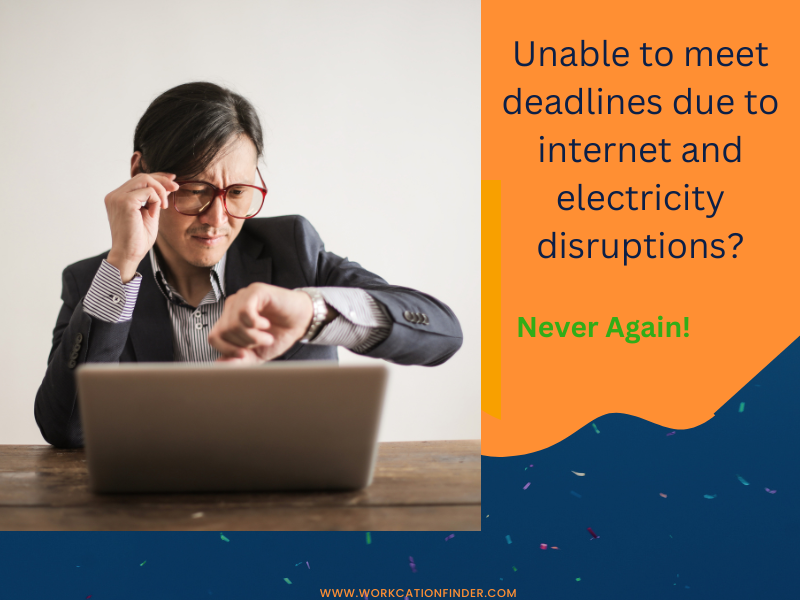 Unable to meet
deadlines due to
internet and
electricity
disruptions?
Never Again!
WWW.WORKCATIONFINDER.COM